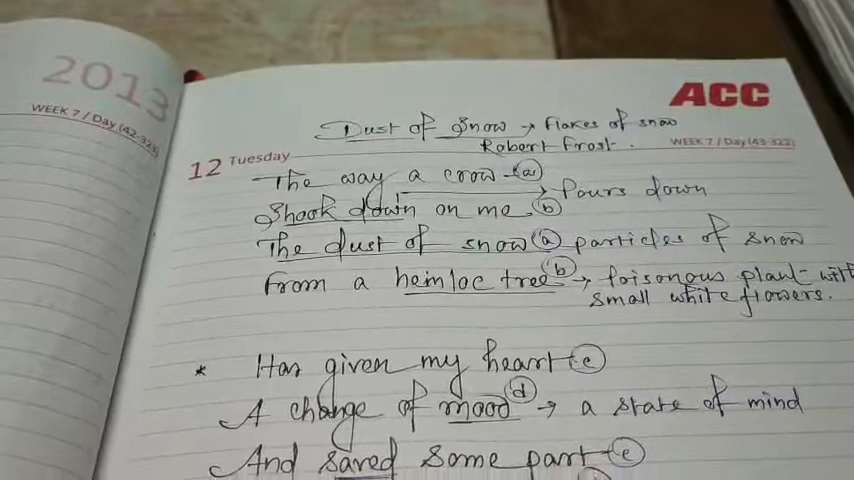 2013
WEEK 7 / Day (42-323)
ACC
Dust of Snow → flakes of snow
Robert Frost.
WEEK 7 / Day (43-322)
12 Tuesday
The way a crow (a)
Shook down on me (b) → Pours down
The dust of snow (a) particles of snow
From a hemloc tree (b) → poisonous plant with
small white flowers.
* Has given my heart (c)
A change of mood (d) → a state of mind
And saved some part (c)